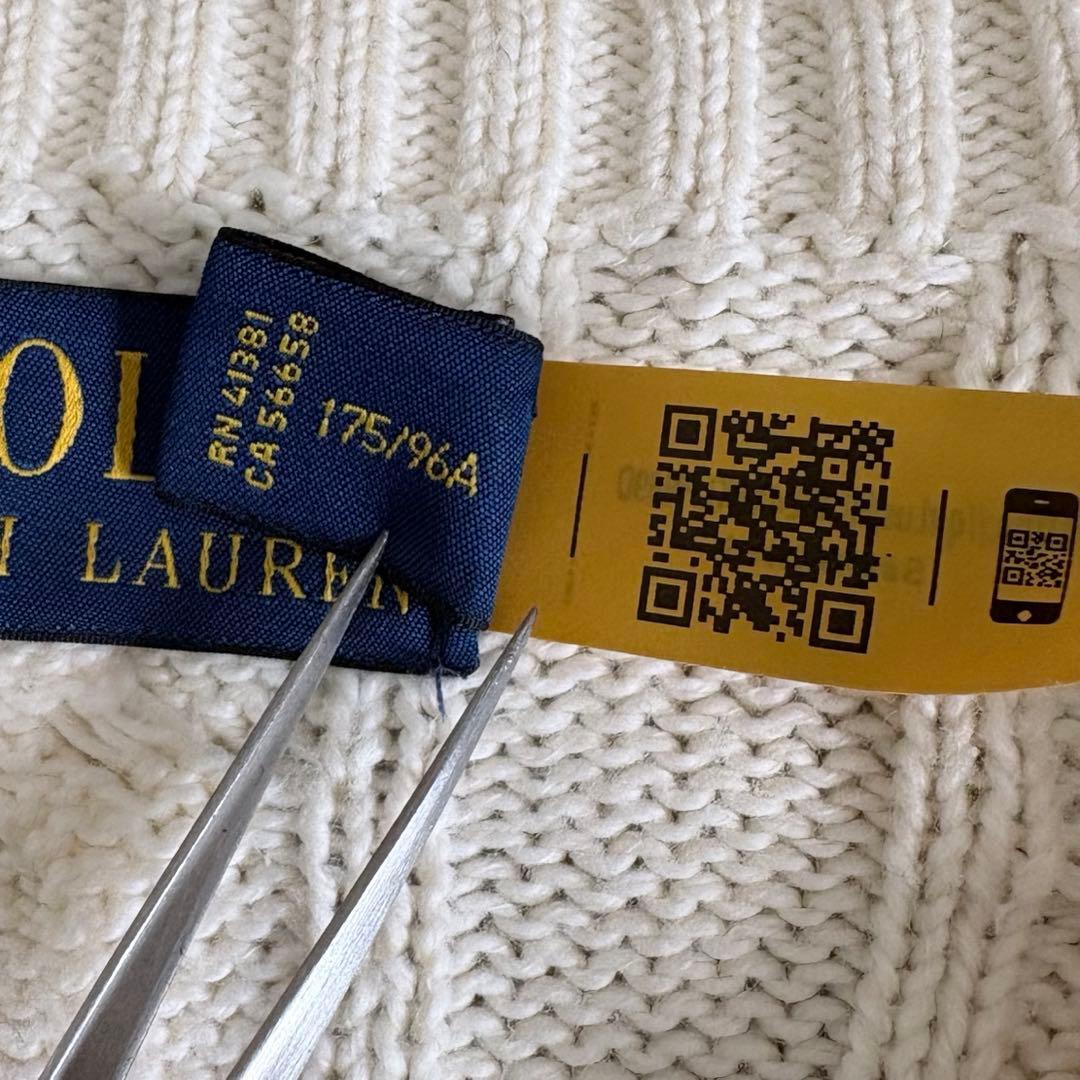 OL
H LAUREN
RN 41381
CA 56658
175/96A